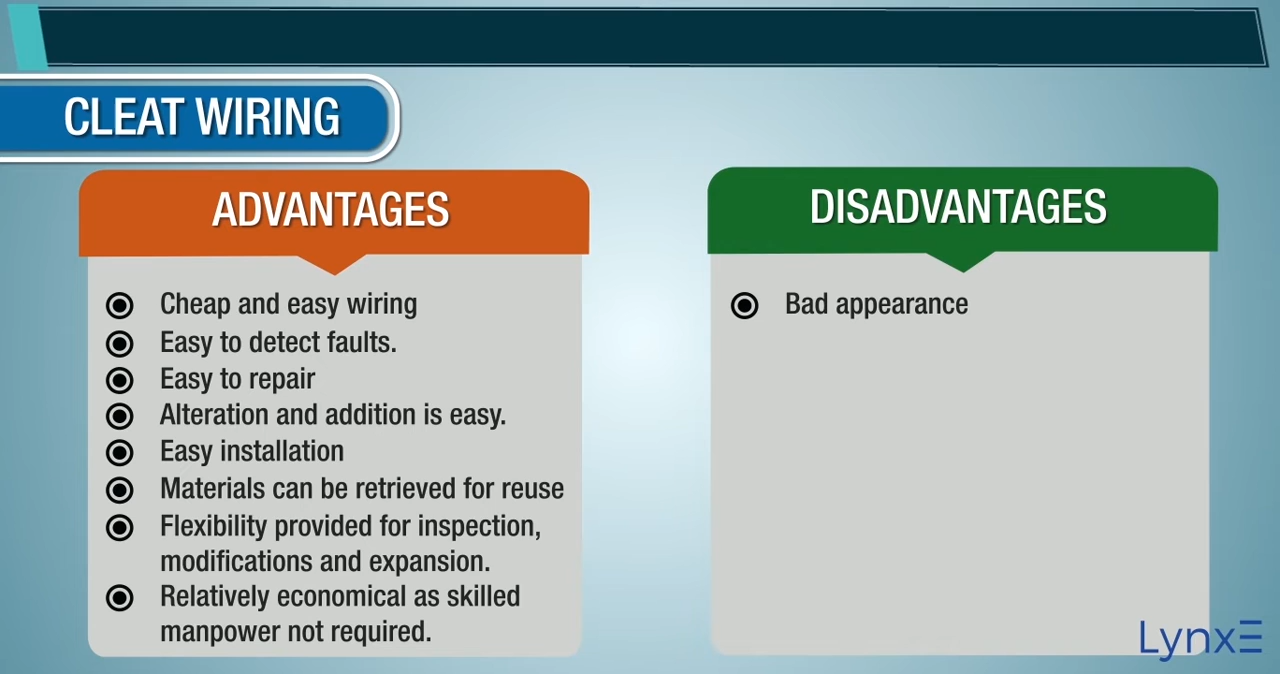 CLEAT WIRING
ADVANTAGES
Cheap and easy wiring
Easy to detect faults.
Easy to repair
Alteration and addition is easy.
Easy installation
Materials can be retrieved for reuse
Flexibility provided for inspection,
modifications and expansion.
Relatively economical as skilled
manpower not required.
DISADVANTAGES
Bad appearance
LynxE